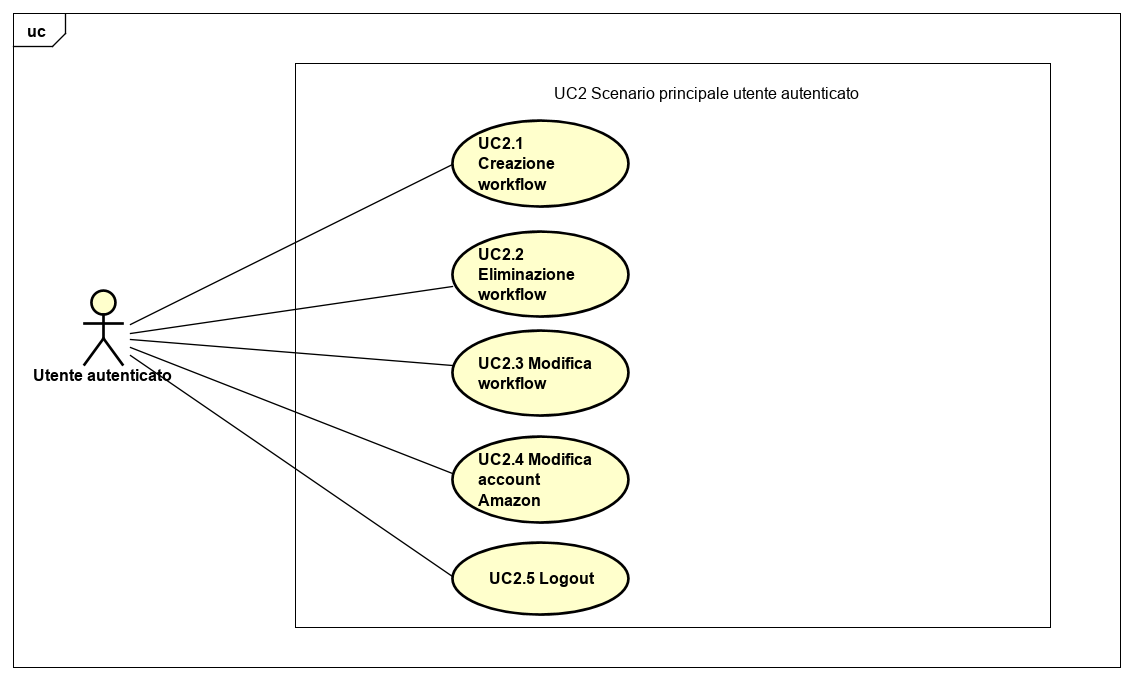 uc
UC2 Scenario principale utente autenticato
UC2.1
Creazione
workflow
UC2.2
Eliminazione
workflow
UC2.3 Modifica
workflow
Utente autenticato
UC2.4 Modifica
account
Amazon
UC2.5 Logout